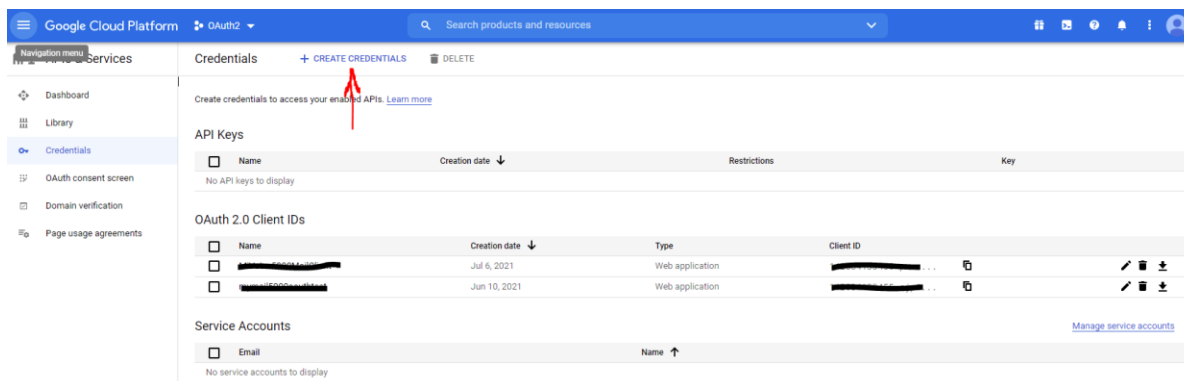 Google Cloud Platform OAuth2 Search products and resources
Navigation menu Services Credentials + CREATE CREDENTIALS DELETE
Dashboard
Create credentials to access your enabled APIs. Learn more
Library
API Keys
Credentials
Name Creation date Restrictions Key
OAuth consent screen
No API keys to display
Domain verification
OAuth 2.0 Client IDs
Page usage agreements
Name Creation date Type Client ID
Jul 6, 2021 Web application ...
Jun 10, 2021 Web application ...
Service Accounts Manage service accounts
Email Name
No service accounts to display